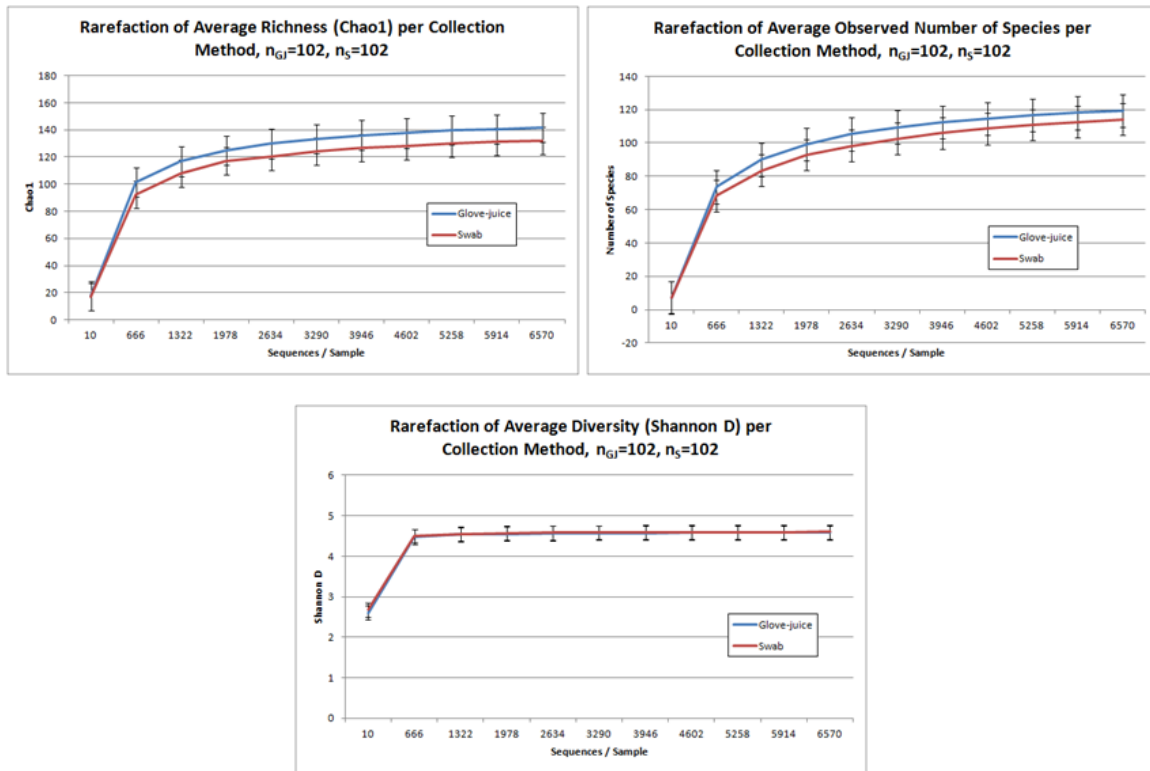 Rarefaction of Average Richness (Chao1) per Collection
Method, nGJ=102, nS=102
180
160
140
120
100
80
60
40
20
0
Chao1
Glove-juice
Swab
10 666 1322 1978 2634 3290 3946 4602 5258 5914 6570
Sequences / Sample
Rarefaction of Average Observed Number of Species per
Collection Method, nGJ=102, nS=102
140
120
100
80
60
40
20
0
-20
Number of Species
Glove-juice
Swab
10 666 1322 1978 2634 3290 3946 4602 5258 5914 6570
Sequences / Sample
Rarefaction of Average Diversity (Shannon D) per
Collection Method, nGJ=102, nS=102
6
5
4
3
2
1
0
Shannon D
Glove-juice
Swab
10 666 1322 1978 2634 3290 3946 4602 5258 5914 6570
Sequences / Sample